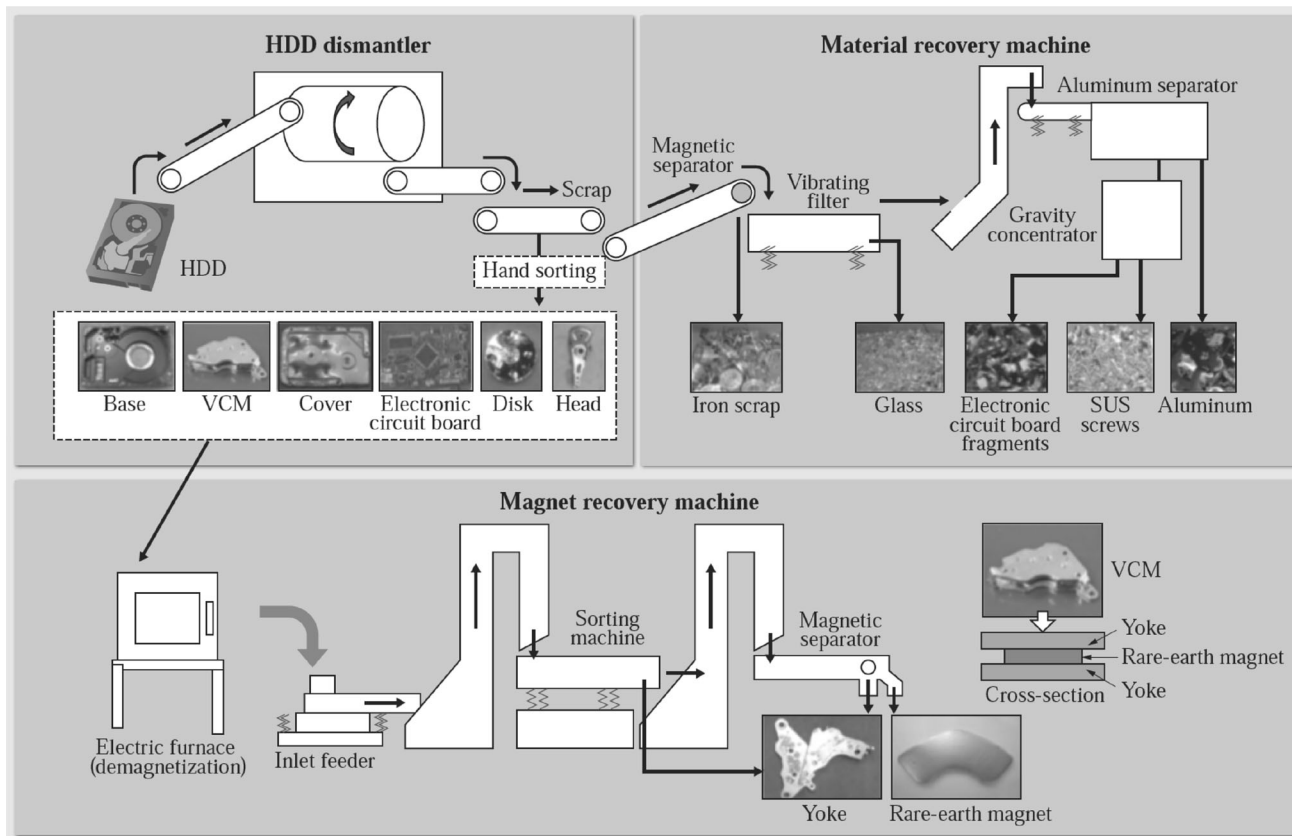 HDD dismantler
Scrap
HDD
Hand sorting
Base
VCM
Cover
Electronic
circuit board
Disk
Head
Material recovery machine
Aluminum separator
Magnetic
separator
Vibrating
filter
Gravity
concentrator
Iron scrap
Glass
Electronic
circuit board
fragments
SUS
screws
Aluminum
Magnet recovery machine
Electric furnace
(demagnetization)
Inlet feeder
Sorting
machine
Magnetic
separator
Yoke
Rare-earth magnet
VCM
Yoke
Rare-earth magnet
Yoke
Cross-section